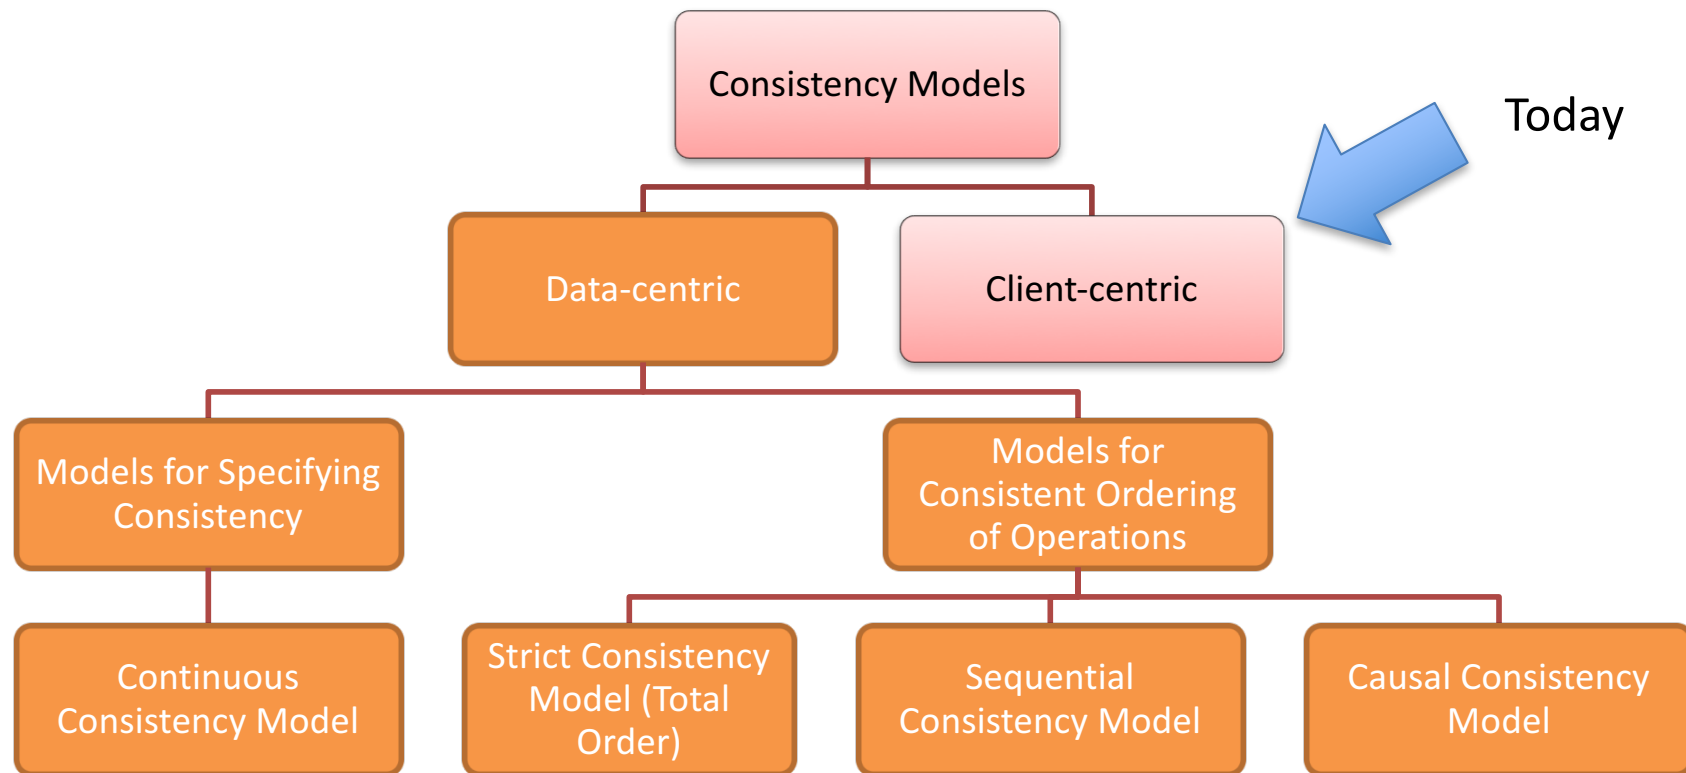 Consistency Models
Today
Data-centric
Client-centric
Models for Specifying
Consistency
Models for
Consistent Ordering
of Operations
Continuous
Consistency Model
Strict Consistency
Model (Total
Order)
Sequential
Consistency Model
Causal Consistency
Model